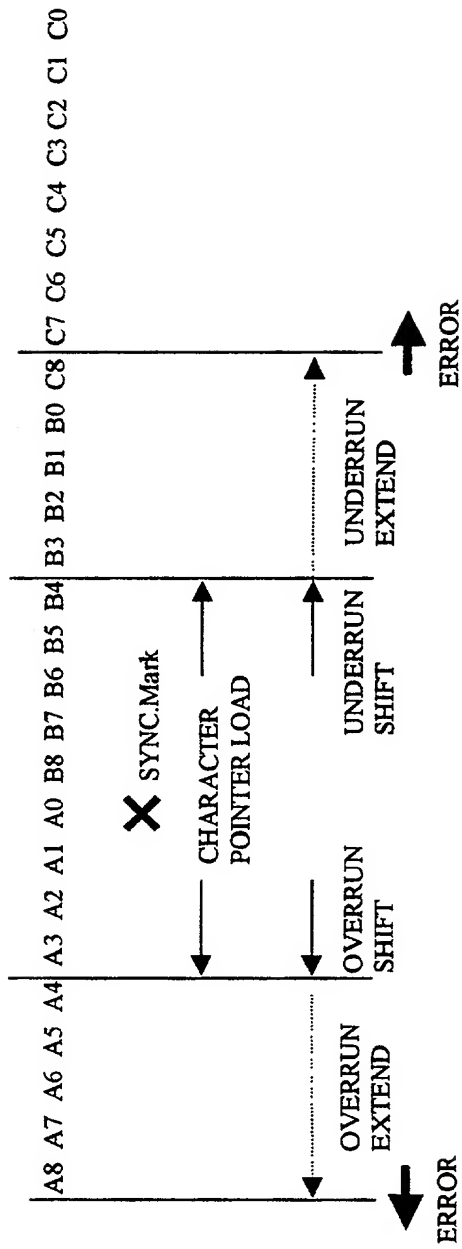 A8 A7 A6 A5 A4 A3 A2 A1 A0 B8 B7 B6 B5 B4 B3 B2 B1 B0 C8 C7 C6 C5 C4 C3 C2 C1 C0
SYNC.Mark
CHARACTER
POINTER LOAD
OVERRUN
EXTEND
OVERRUN
SHIFT
UNDERRUN
SHIFT
UNDERRUN
EXTEND
ERROR
ERROR